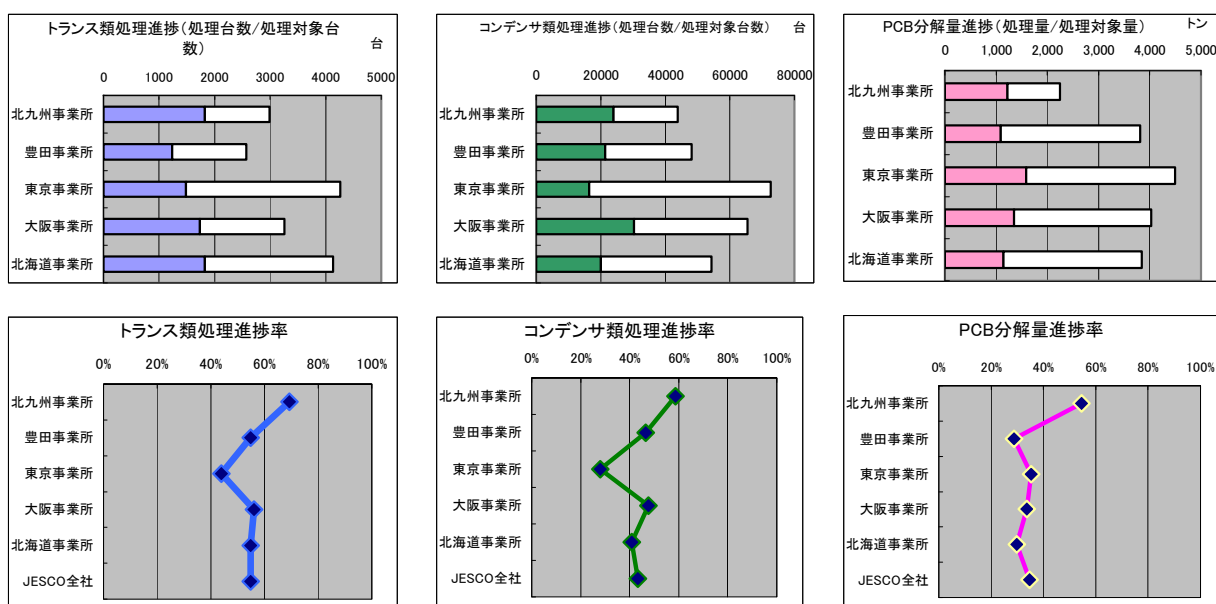 トランス類処理進捗(処理台数/処理対象台
数)
台
0 1000 2000 3000 4000 5000
北九州事業所
豊田事業所
東京事業所
大阪事業所
北海道事業所
コンデンサ類処理進捗(処理台数/処理対象台数) 台
0 20000 40000 60000 80000
北九州事業所
豊田事業所
東京事業所
大阪事業所
北海道事業所
PCB分解量進捗(処理量/処理対象量) トン
0 1,000 2,000 3,000 4,000 5,000
北九州事業所
豊田事業所
東京事業所
大阪事業所
北海道事業所
トランス類処理進捗率
0% 20% 40% 60% 80% 100%
北九州事業所
豊田事業所
東京事業所
大阪事業所
北海道事業所
JESCO全社
コンデンサ類処理進捗率
0% 20% 40% 60% 80% 100%
北九州事業所
豊田事業所
東京事業所
大阪事業所
北海道事業所
JESCO全社
PCB分解量進捗率
0% 20% 40% 60% 80% 100%
北九州事業所
豊田事業所
東京事業所
大阪事業所
北海道事業所
JESCO全社